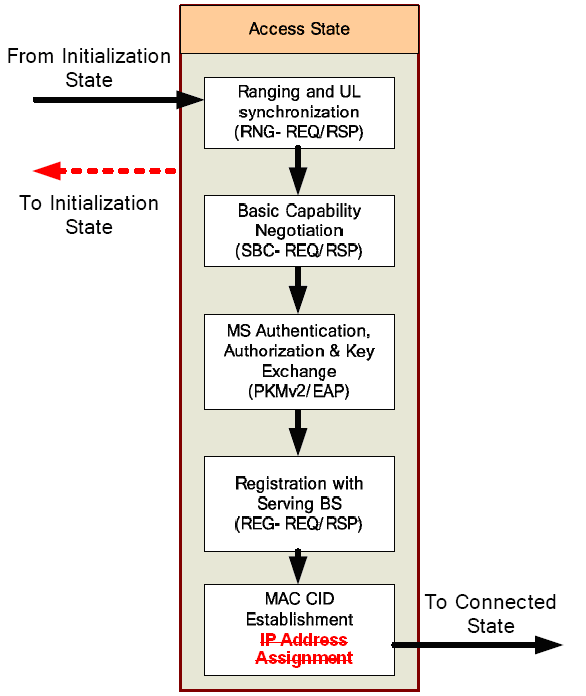 Access State
From Initialization
State
Ranging and UL
synchronization
(RNG- REQ/RSP)
To Initialization
State
Basic Capability
Negotiation
(SBC- REQ/RSP)
MS Authentication,
Authorization & Key
Exchange
(PKMv2/EAP)
Registration with
Serving BS
(REG- REQ/RSP)
MAC CID
Establishment
IP Address
Assignment
To Connected
State